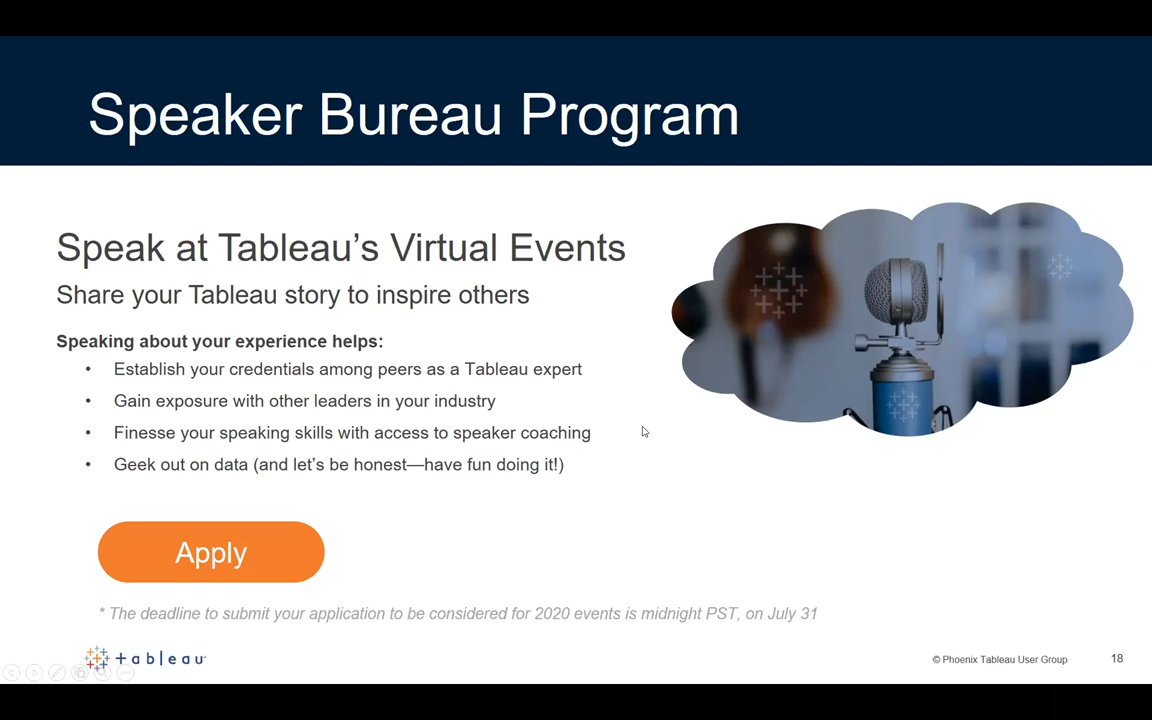 Speaker Bureau Program
Speak at Tableau’s Virtual Events
Share your Tableau story to inspire others
Speaking about your experience helps:
• Establish your credentials among peers as a Tableau expert
• Gain exposure with other leaders in your industry
• Finesse your speaking skills with access to speaker coaching
• Geek out on data (and let’s be honest—have fun doing it!)
Apply
* The deadline to submit your application to be considered for 2020 events is midnight PST, on July 31
tableau
© Phoenix Tableau User Group
18